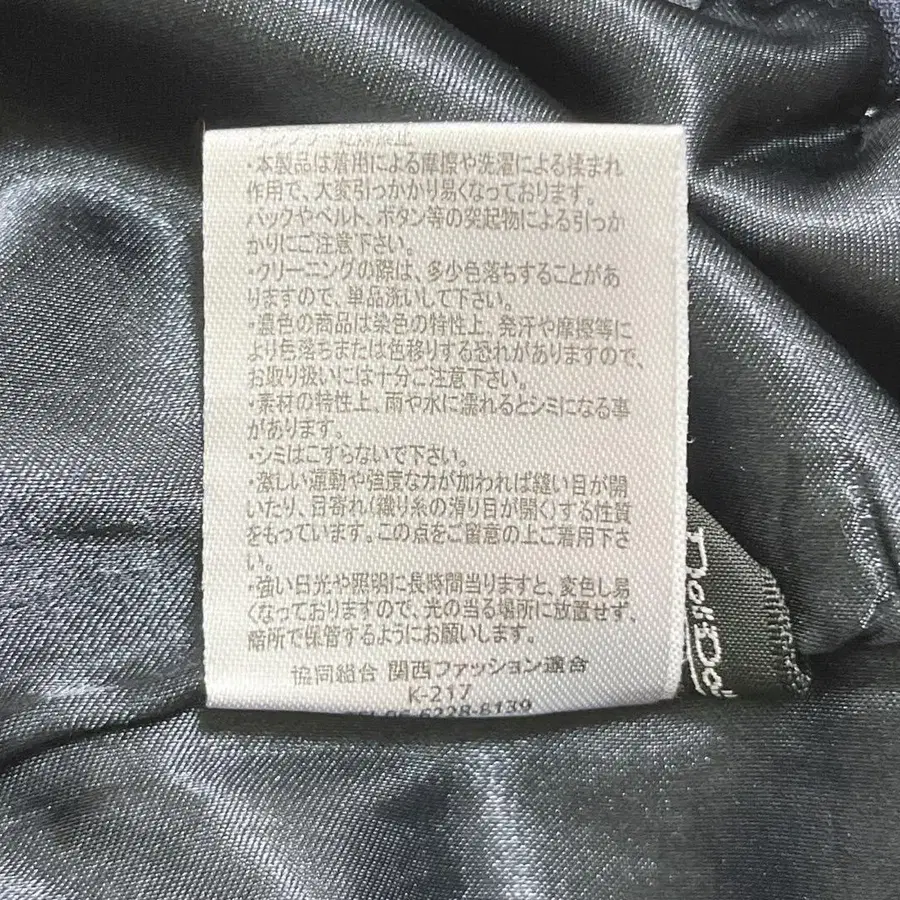 ・本製品は着出による摩擦や洗濯による揉まれ
作用で、大変引っかかり易くなっております。
バックやベルト、ボタン等の突起物による引っか
かりにご注意下さい。
・クリーニングの際は、多少色落ちすることがあ
りますので、単品洗いして下さい。
・濃色の商品は染色の特性上、発汗や摩擦等に
より色落ちまたは色移りする恐れがありますので、
お取り扱いには十分ご注意下さい。
・素材の特性上、雨や水に濡れるとシミになる事
があります。
・シミはこすらないで下さい。
・激しい運動や強度な力が加われば縫い目が開
いたり、目寄れ(織り糸の滑り目が開く)する性質
をもっています。この点をご留意の上ご着用下さ
い。
・強い日光や照明に長時間当りますと、変色し易
くなっておりますので、光の当る場所に放置せず、
暗所で保管するようにお願いします。
協同組合 関西ファッション連合
K-217
06-6228-8139